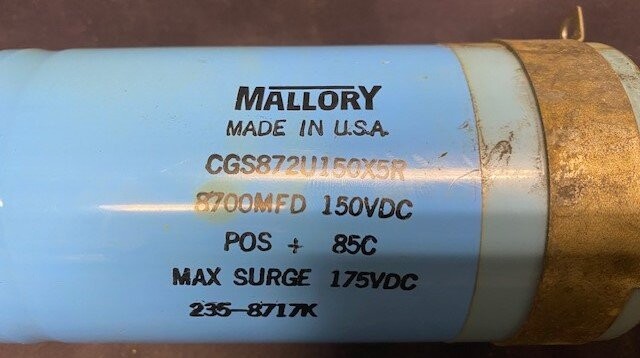 MALLORY
MADE IN U.S.A.
CGS872U150X5R
8700MFD 150VDC
POS + 85C
MAX SURGE 175VDC
235-8717K